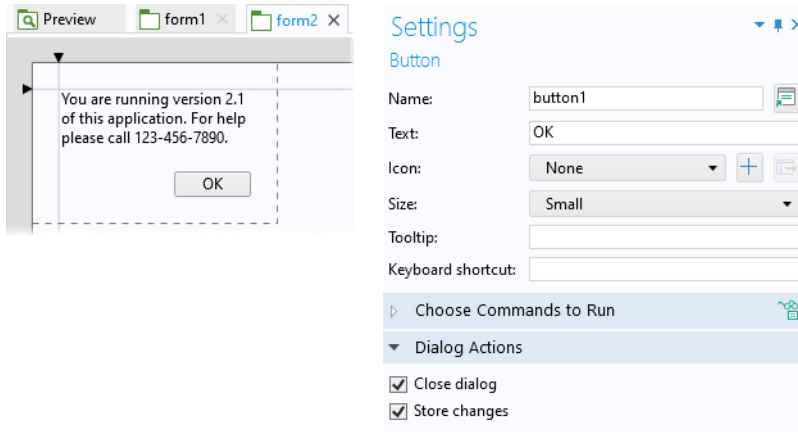 Preview
form1
form2
You are running version 2.1
of this application. For help
please call 123-456-7890.
OK
Settings
Button
Name: button1
Text: OK
Icon: None
Size: Small
Tooltip:
Keyboard shortcut:
Choose Commands to Run
Dialog Actions
Close dialog
Store changes